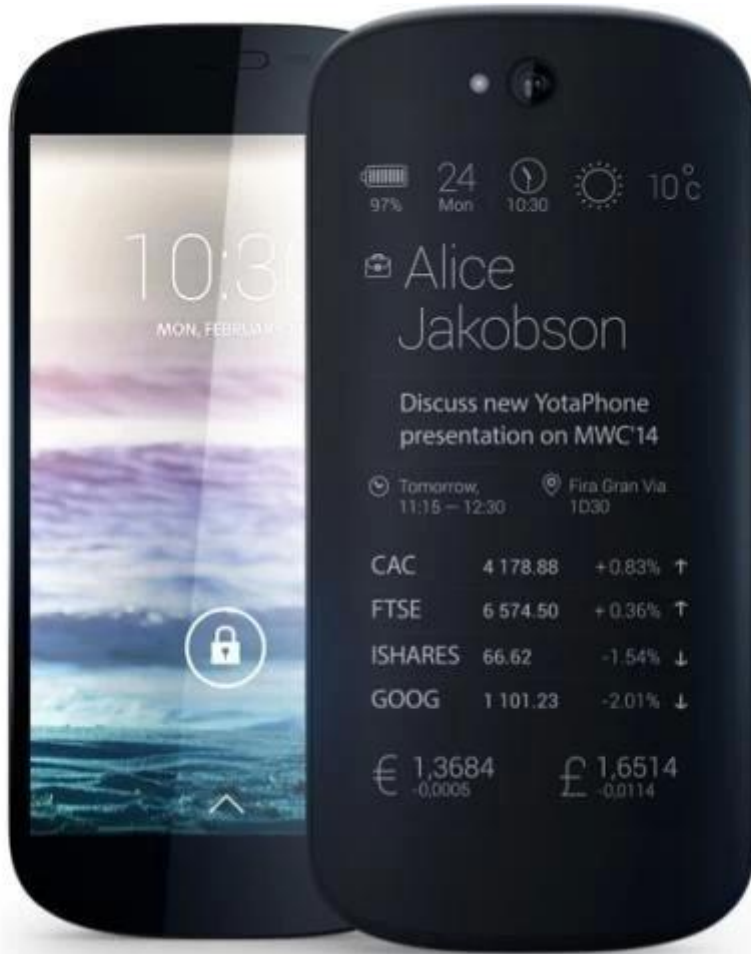 10:30
MON, FEBRUARY
97%
24
Mon
10:30
10°c
Alice
Jakobson
Discuss new YotaPhone
presentation on MWC'14
Tomorrow,
11:15 – 12:30
Fira Gran Via
1D30
CAC 4 178.88 +0.83% ↑
FTSE 6 574.50 +0.36% ↑
ISHARES 66.62 -1.54% ↓
GOOG 1 101.23 -2.01% ↓
€ 1,3684
-0,0005
£ 1,6514
-0,0114